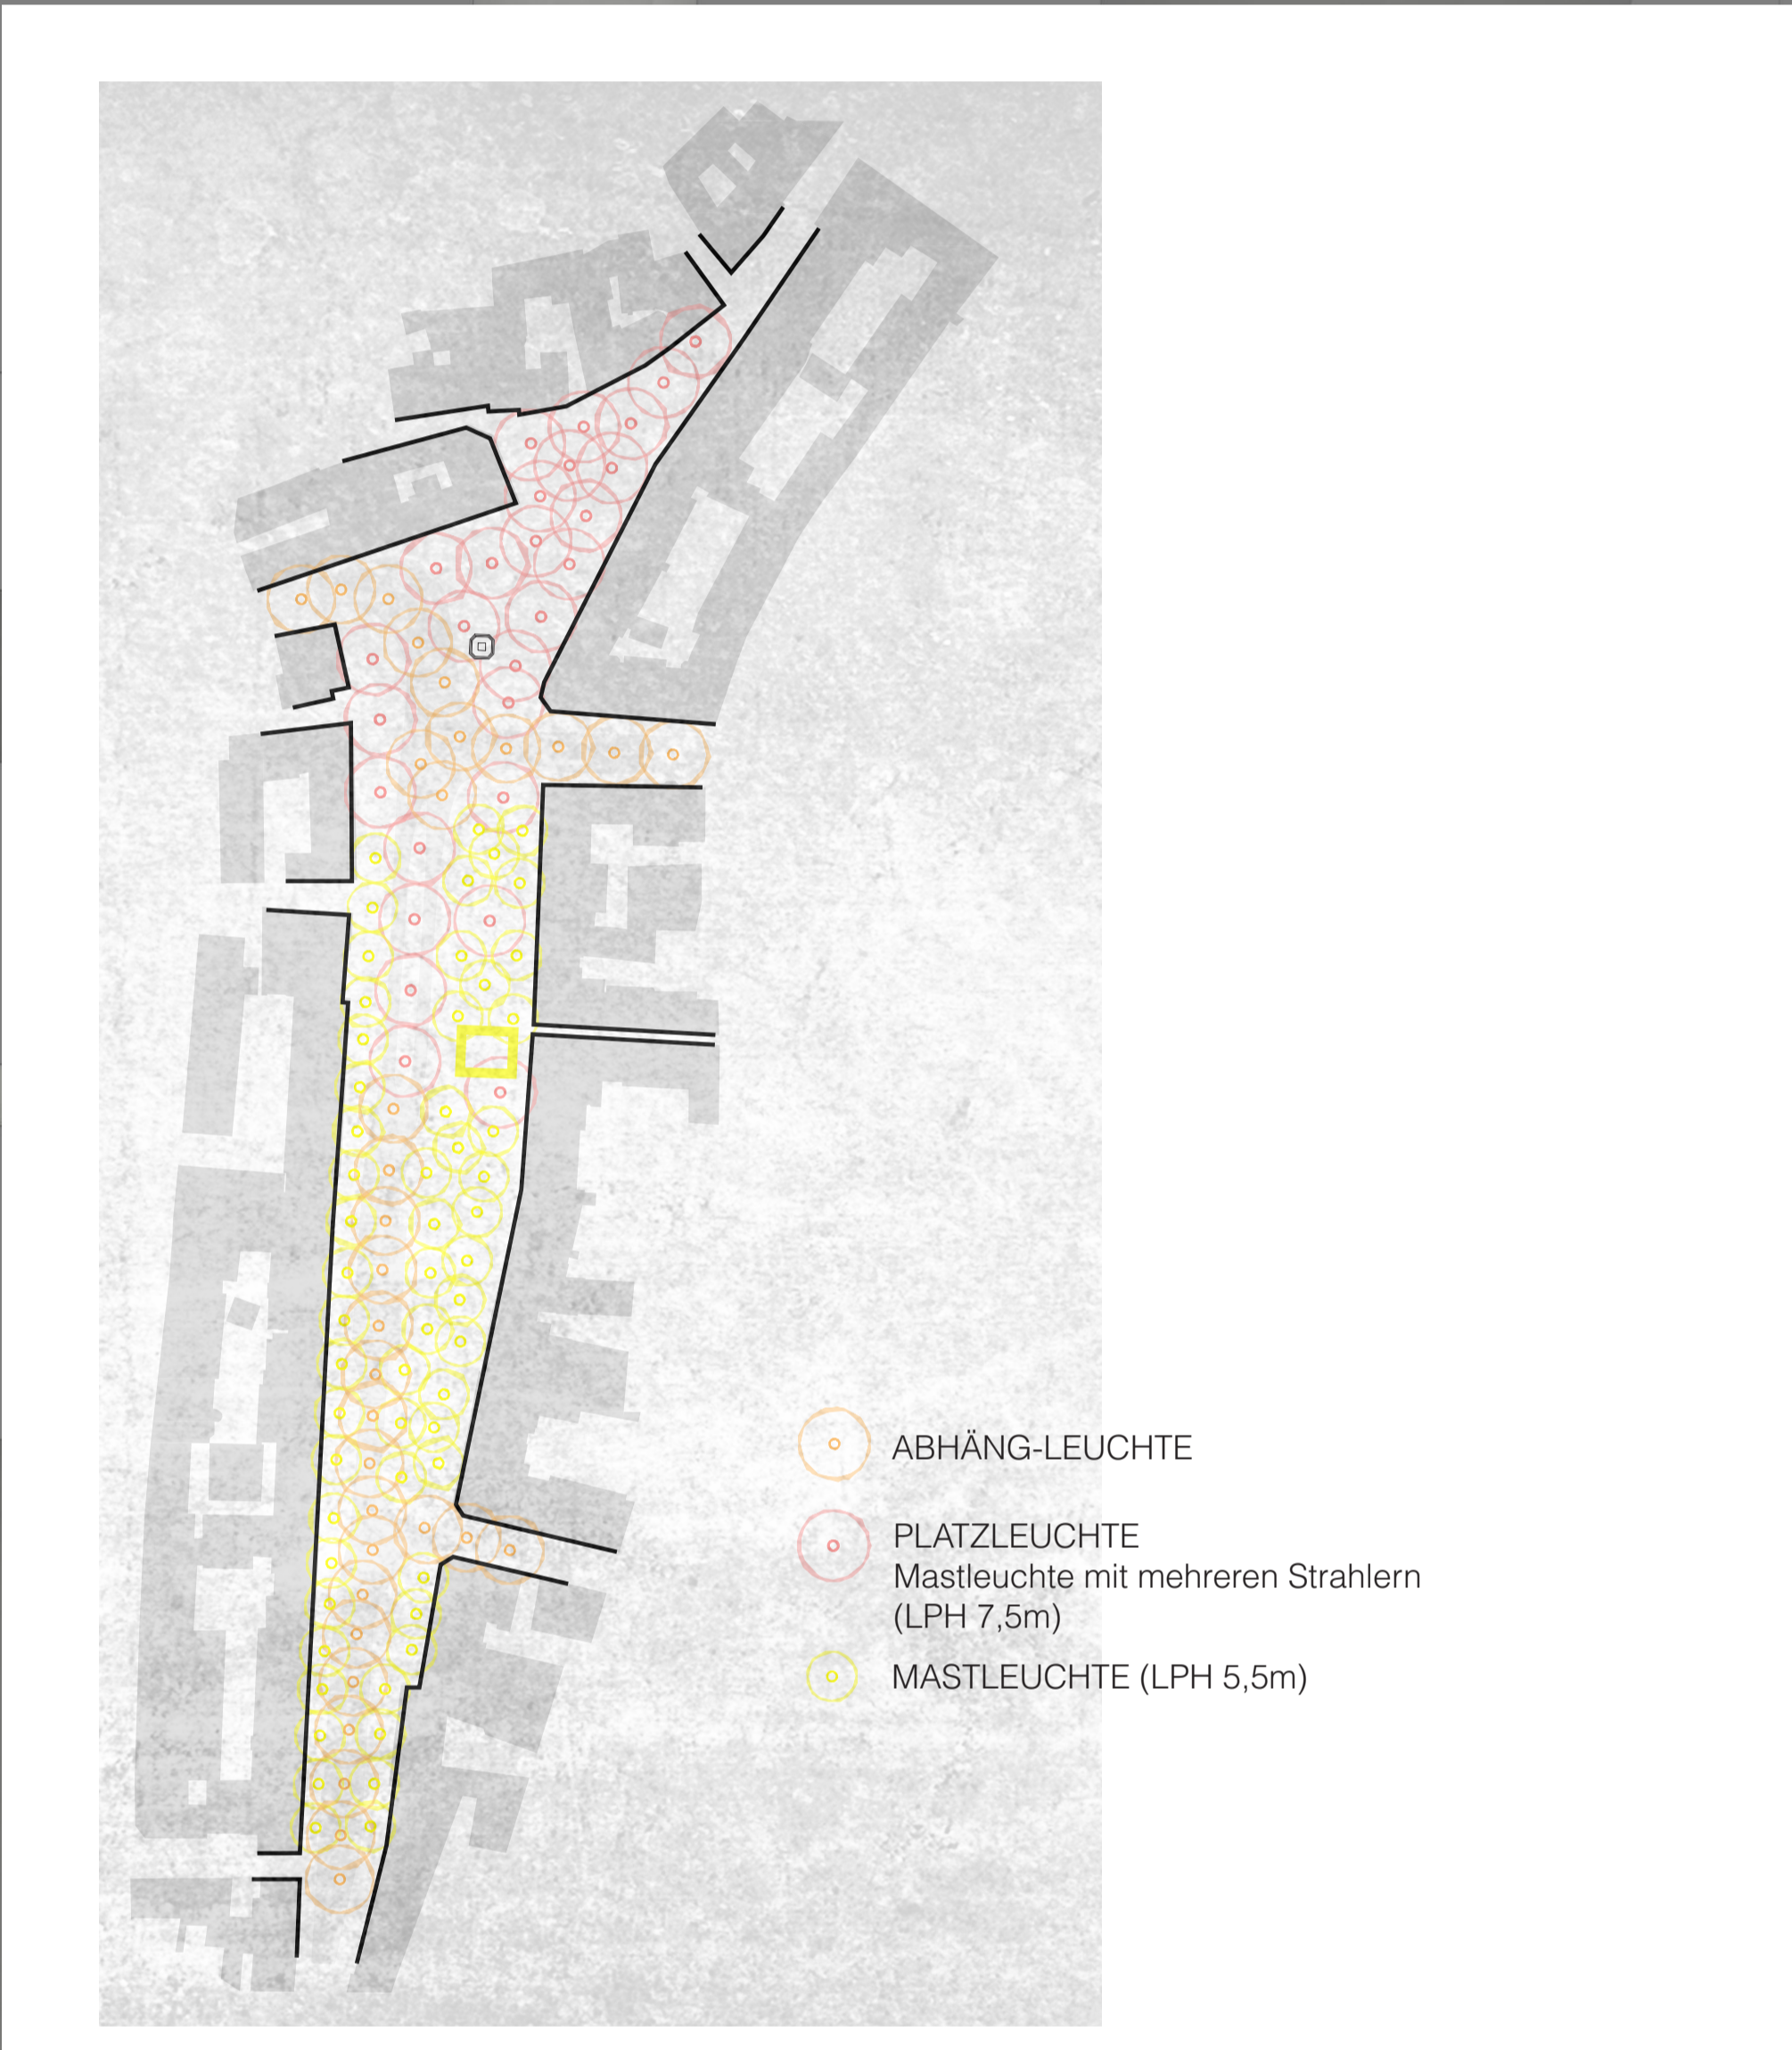 ABHÄNG-LEUCHTE
PLATZLEUCHTE
Mastleuchte mit mehreren Strahlern
(LPH 7,5m)
MASTLEUCHTE (LPH 5,5m)